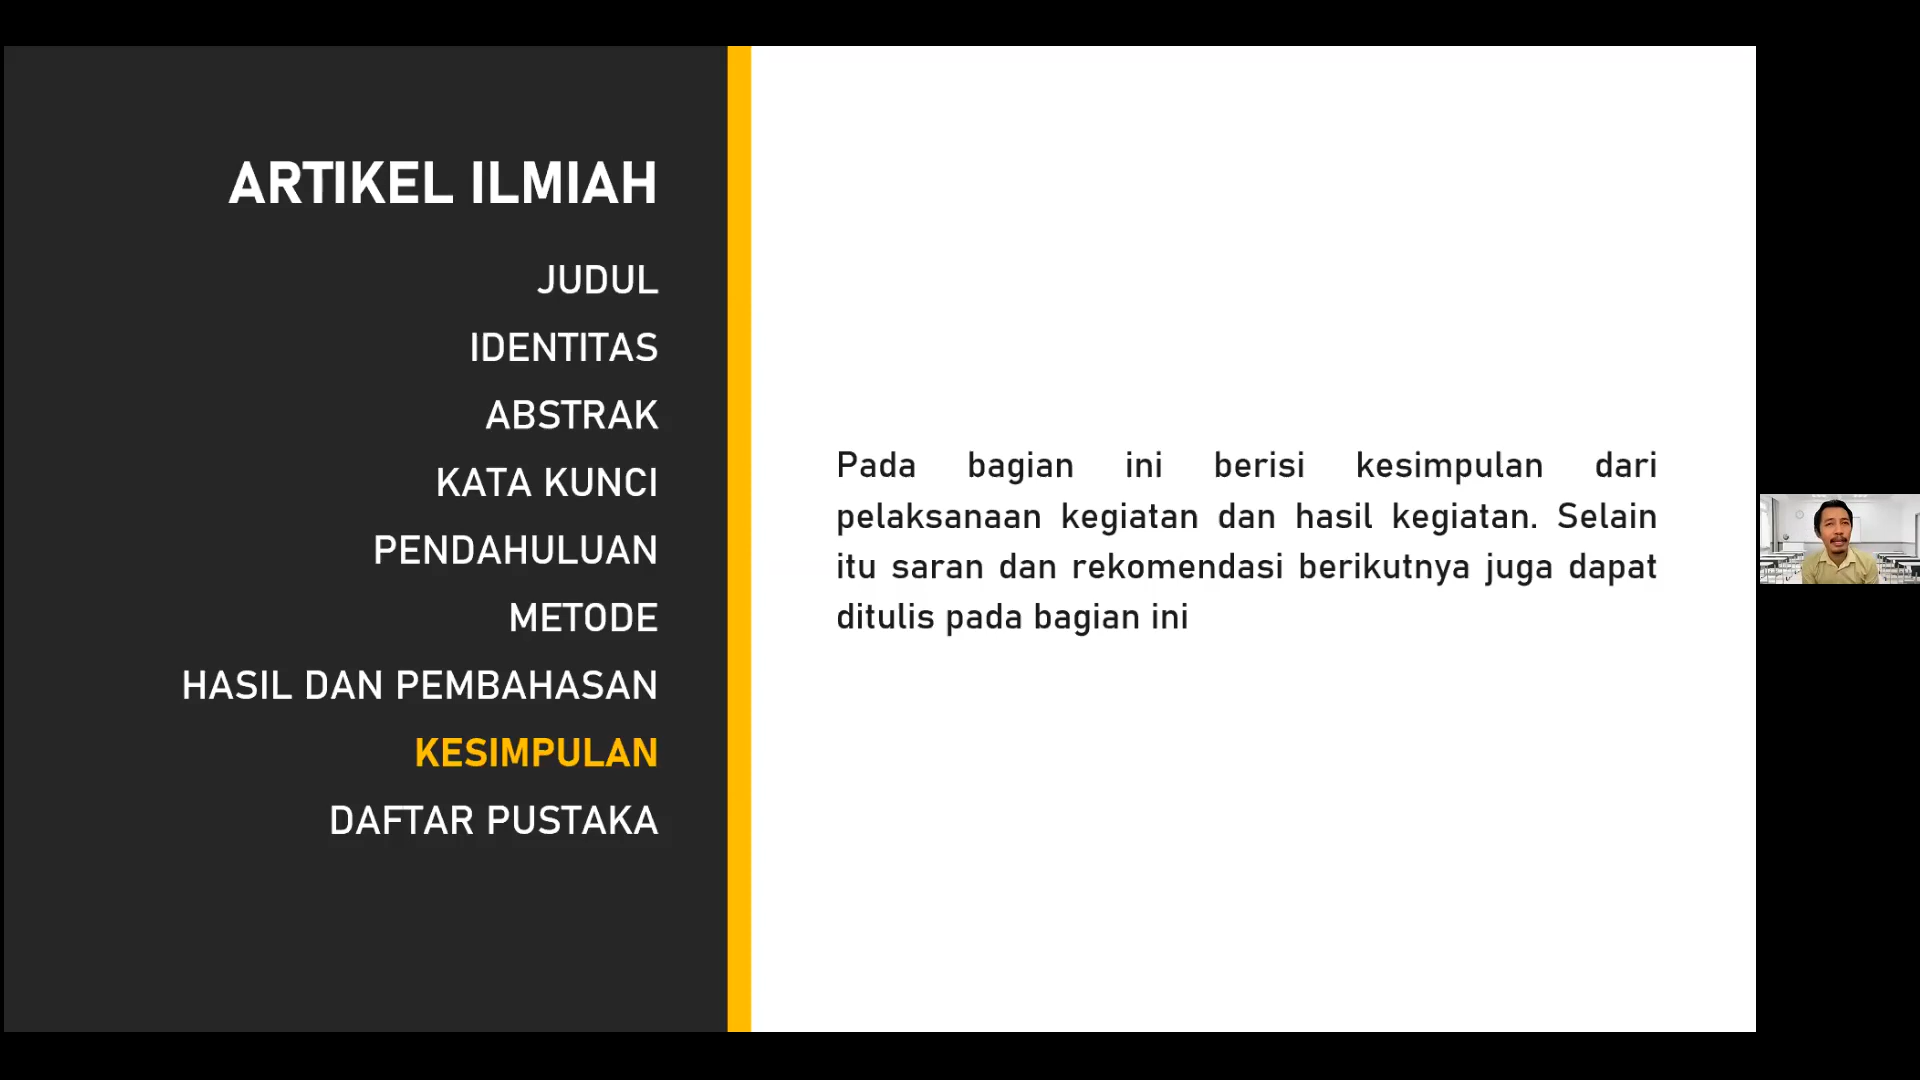 ARTIKEL ILMIAH
JUDUL
IDENTITAS
ABSTRAK
KATA KUNCI
PENDAHULUAN
METODE
HASIL DAN PEMBAHASAN
KESIMPULAN
DAFTAR PUSTAKA
Pada bagian ini berisi kesimpulan dari
pelaksanaan kegiatan dan hasil kegiatan. Selain
itu saran dan rekomendasi berikutnya juga dapat
ditulis pada bagian ini